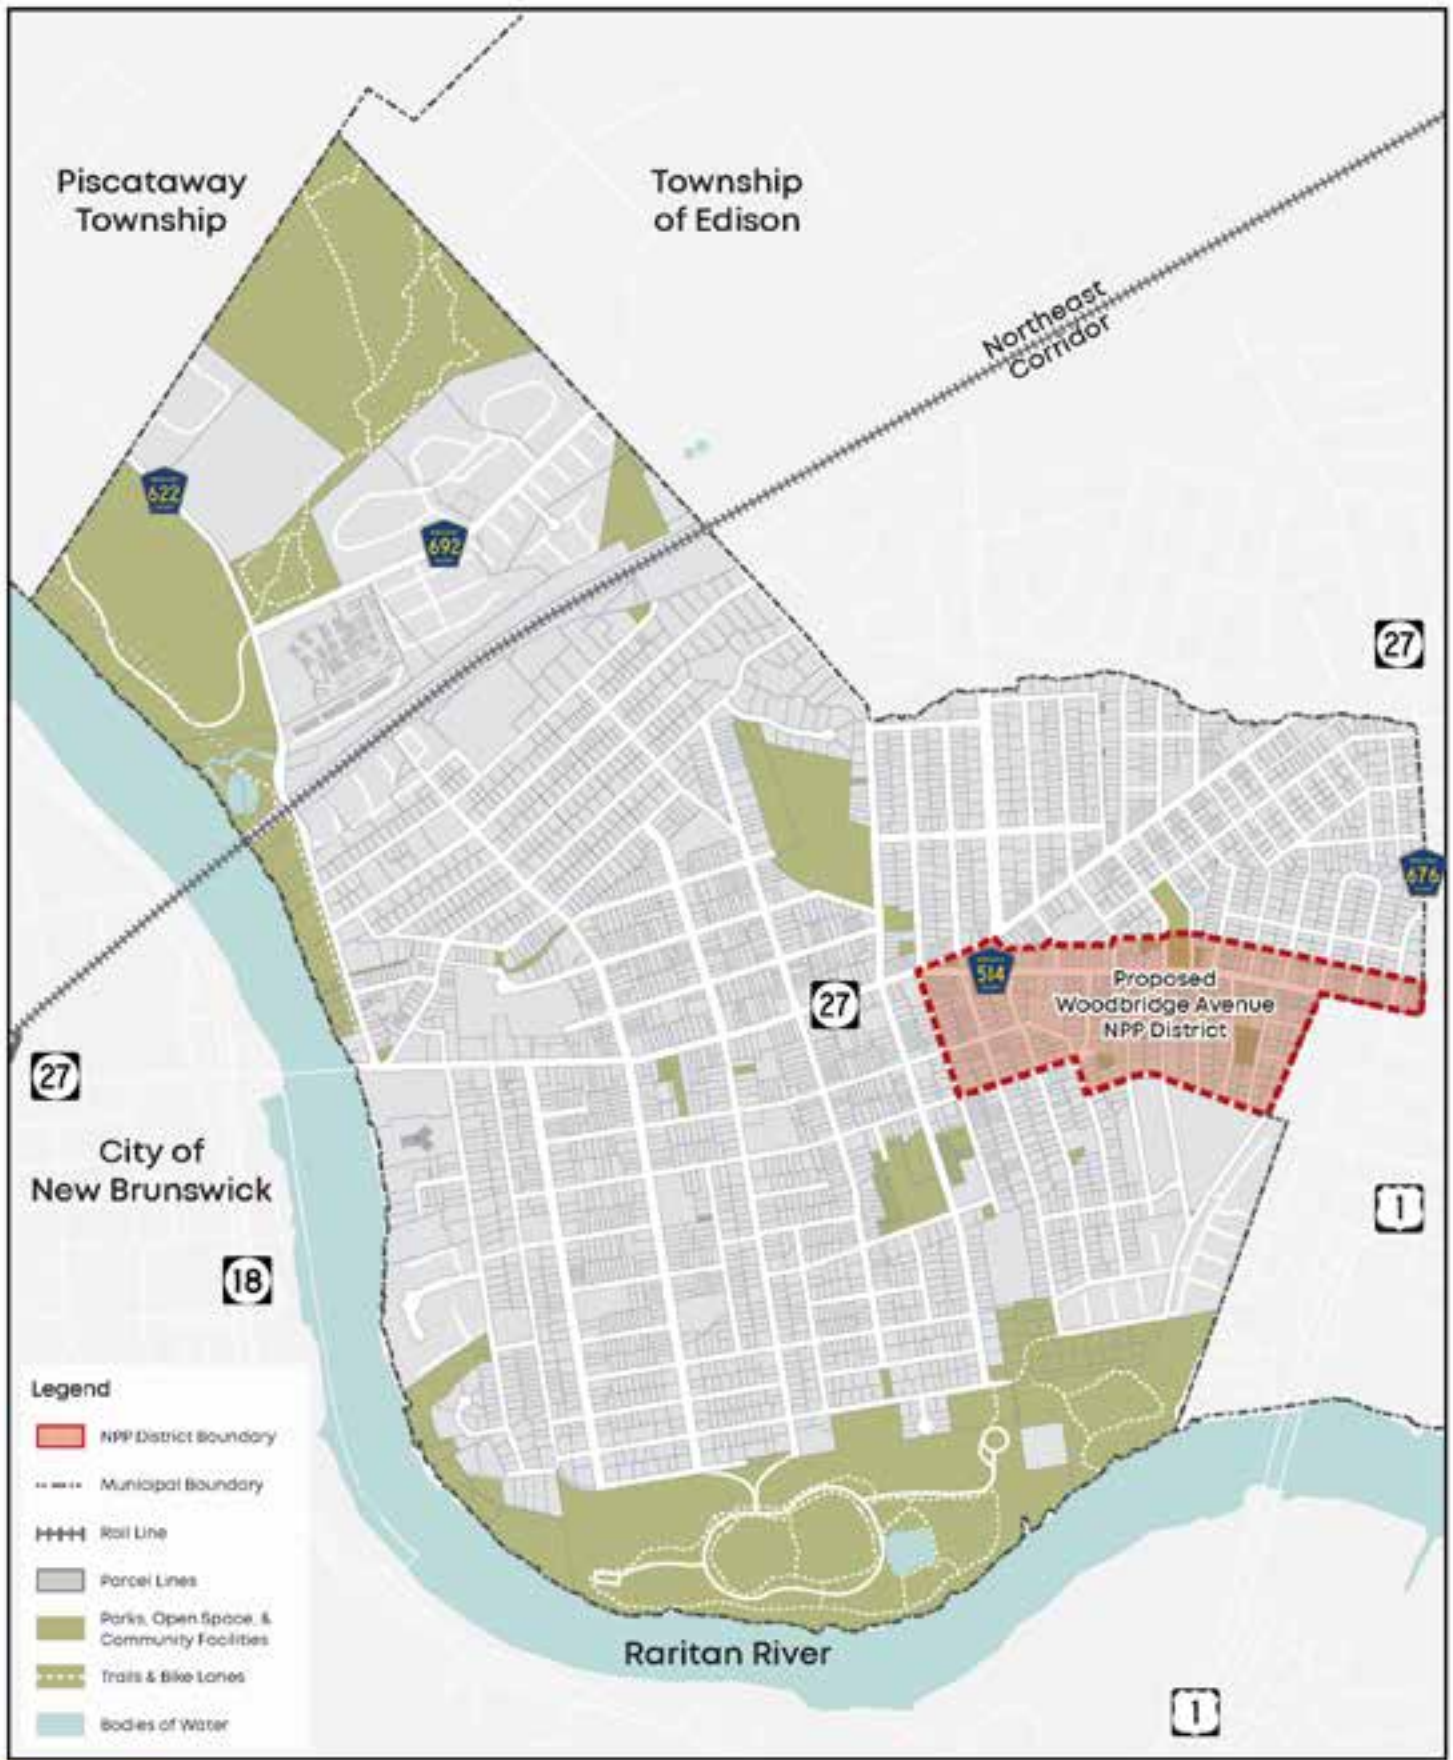 Piscataway
Township
Township
of Edison
Northeast
Corridor
622
692
27
676
514
Proposed
Woodbridge Avenue
NPP District
27
27
City of
New Brunswick
1
18
Legend
NPP District Boundary
Municipal Boundary
Rail Line
Parcel Lines
Parks, Open Space, &
Community Facilities
Trails & Bike Lanes
Bodies of Water
Raritan River
1